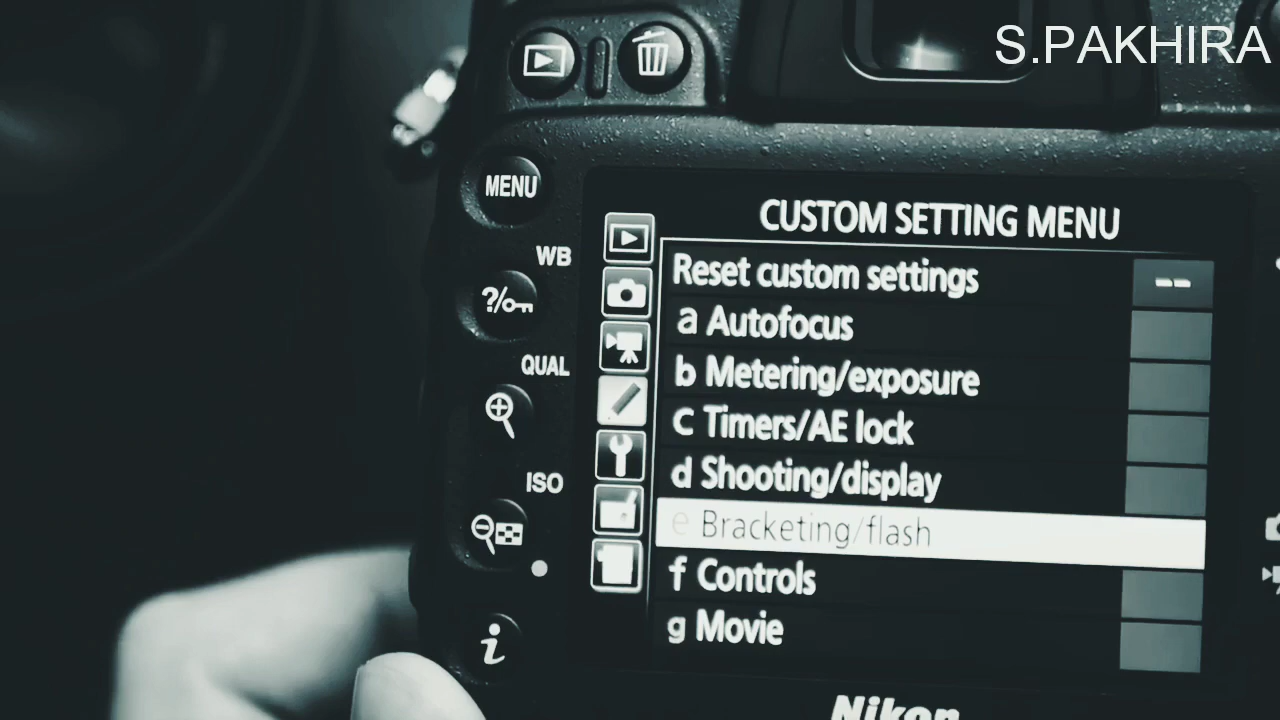 S.PAKHIRA
MENU
WB
?/
QUAL
ISO
i
CUSTOM SETTING MENU
Reset custom settings
--
a Autofocus
b Metering/exposure
c Timers/AE lock
d Shooting/display
e Bracketing/flash
f Controls
g Movie
Nikon